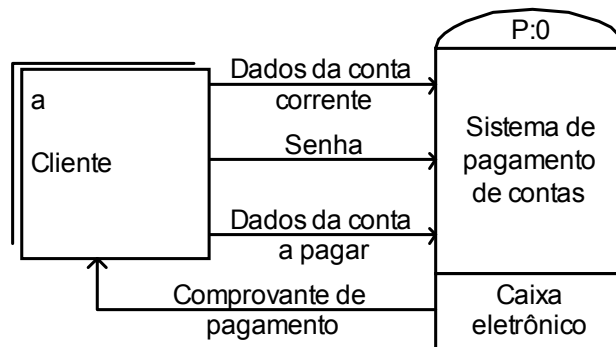 P:0
a
Cliente
Dados da conta
corrente
Senha
Dados da conta
a pagar
Comprovante de
pagamento
Sistema de
pagamento
de contas
Caixa
eletrônico